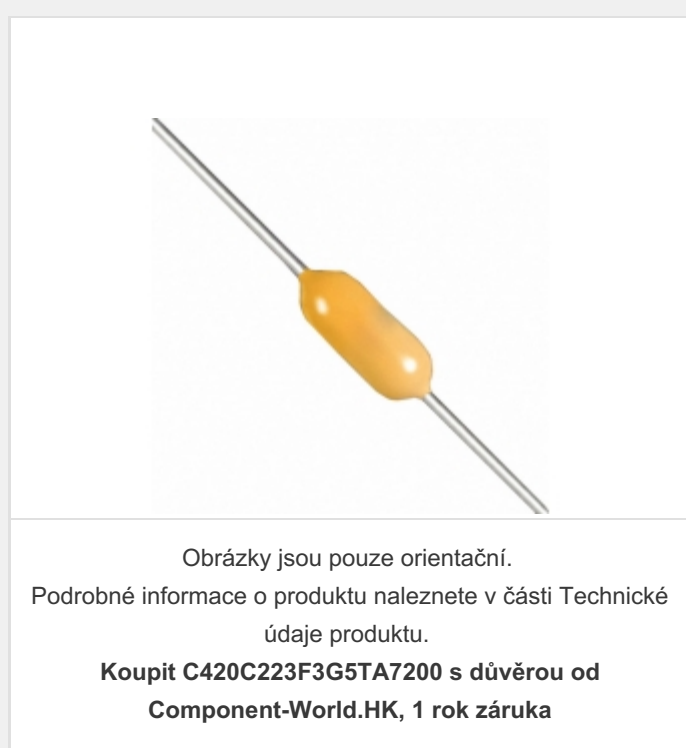 Obrázky jsou pouze orientační.
Podrobné informace o produktu naleznete v části Technické
údaje produktu.
Koupit C420C223F3G5TA7200 s důvěrou od
Component-World.HK, 1 rok záruka